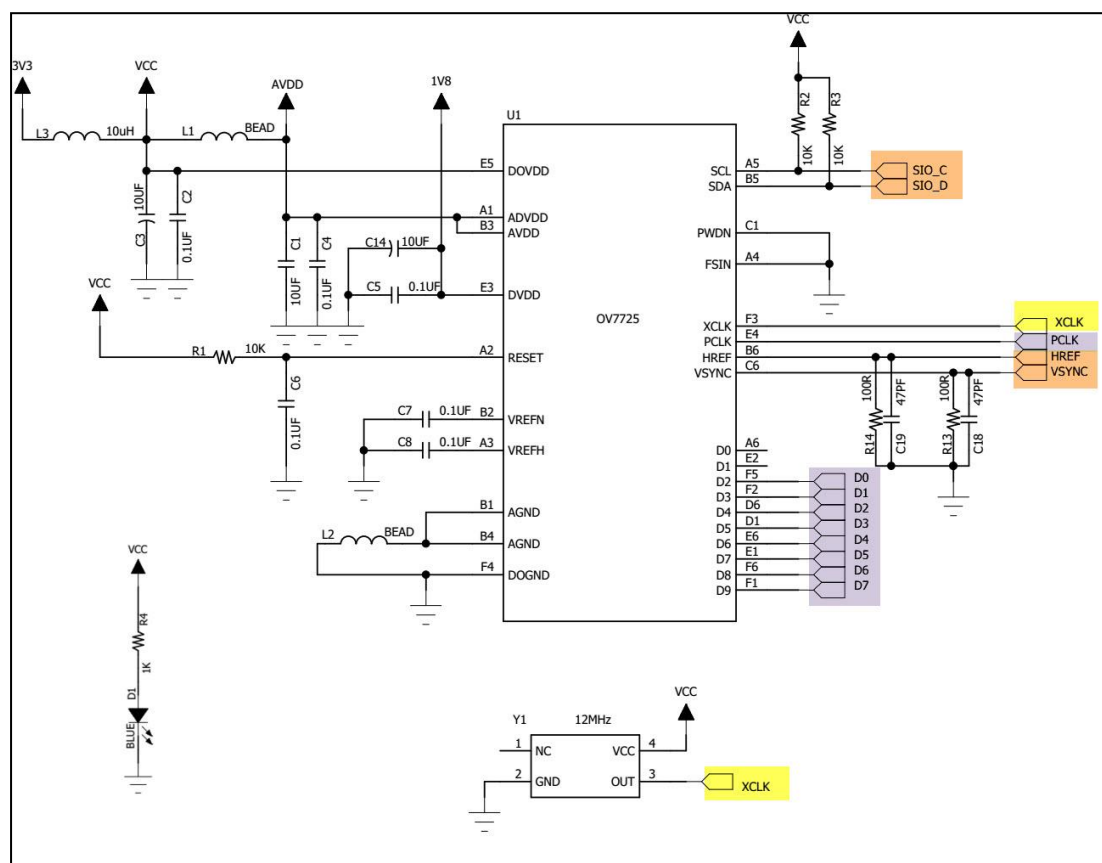 3V3
VCC
AVDD
1V8
VCC
L3
10uH
L1
BEAD
U1
R2
R3
10K
10K
E5
DOVDD
SCL
A5
SIO_C
SDA
B5
SIO_D
10UF
C2
C3
0.1UF
A1
ADVDD
B3
AVDD
PWDN
C1
FSIN
A4
C1
C4
10UF
0.1UF
C14
10UF
C5
0.1UF
E3
DVDD
OV7725
VCC
R1
10K
A2
RESET
C6
0.1UF
XCLK
F3
XCLK
PCLK
E4
PCLK
HREF
B6
HREF
VSYNC
C6
VSYNC
100R
47PF
100R
47PF
R14
C19
R13
C18
C7
0.1UF
B2
VREFN
C8
0.1UF
A3
VREFH
D0
A6
D1
E2
D2
F5
D0
D3
F2
D1
D4
D6
D2
D5
D1
D3
D6
E6
D4
D7
E1
D5
D8
F6
D6
D9
F1
D7
B1
AGND
L2
BEAD
B4
AGND
F4
DOGND
VCC
R4
1K
D1
BLUE
VCC
Y1
12MHz
1
NC
VCC
4
2
GND
OUT
3
XCLK